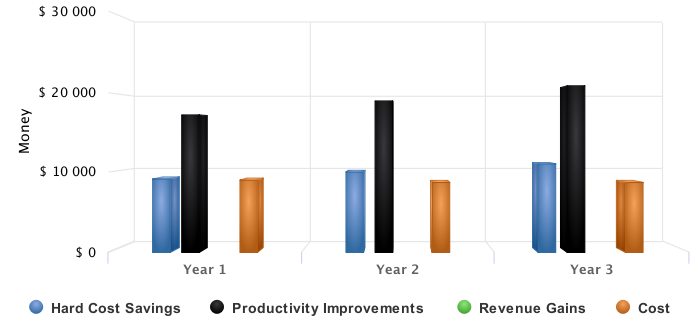 $ 30 000
$ 20 000
$ 10 000
$ 0
Money
Year 1
Year 2
Year 3
Hard Cost Savings
Productivity Improvements
Revenue Gains
Cost